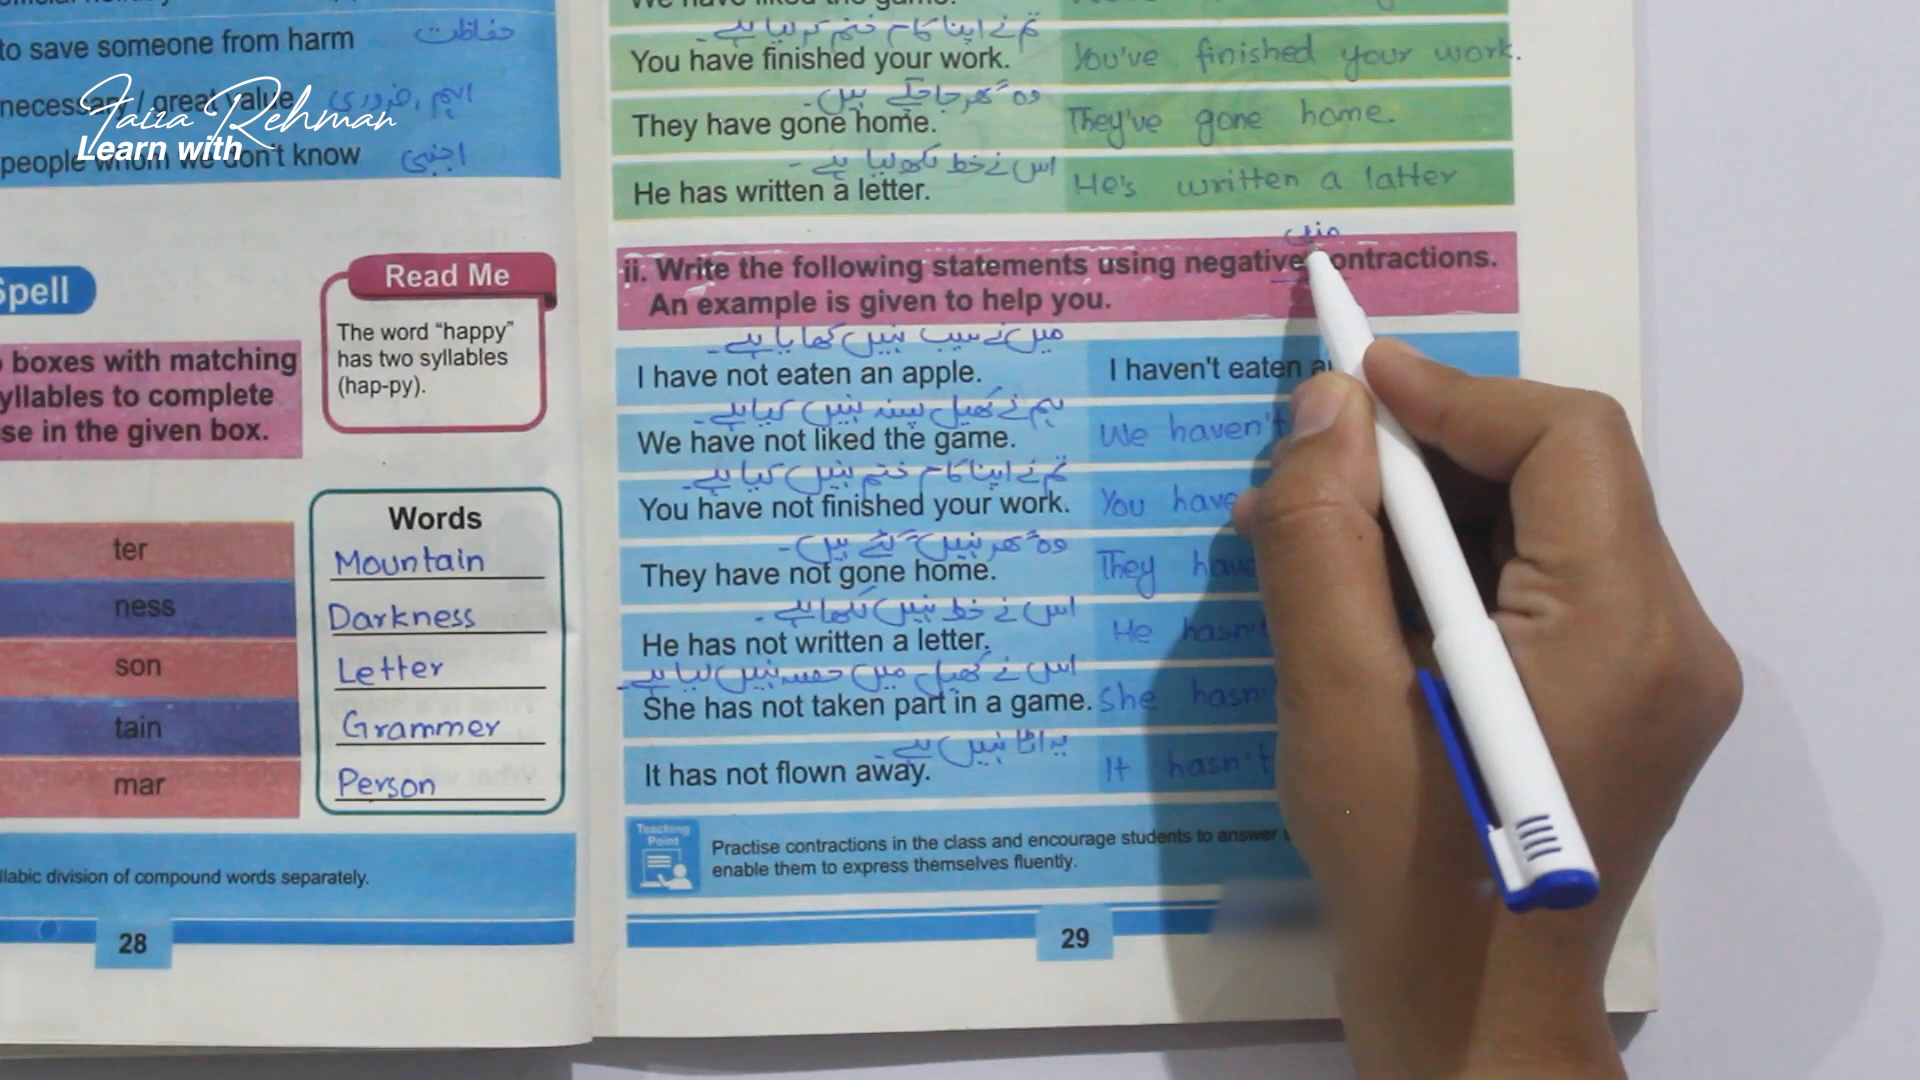 to save someone from harm حفاظت
necessary / great value اہم، ضروری
people whom we don't know اجنبی
Faiza Rehman
Learn with
Spell
boxes with matching
syllables to complete
se in the given box.
Read Me
The word “happy”
has two syllables
(hap-py).
ter
ness
son
tain
mar
Words
Mountain
Darkness
Letter
Grammer
Person
llabic division of compound words separately.
28
We have liked the game.
تم نے اپنا کام ختم کر لیا ہے۔
You have finished your work. You've finished your work.
وہ گھر جا چکے ہیں۔
They have gone home. They've gone home.
اس نے خط لکھ لیا ہے۔
He has written a letter. He's written a latter
منفی
ii. Write the following statements using negative contractions.
An example is given to help you.
میں نے سیب نہیں کھایا ہے۔
I have not eaten an apple. I haven't eaten
ہم نے کھیل پسند نہیں کیا ہے۔
We have not liked the game. We haven't
تم نے اپنا کام ختم نہیں کیا ہے۔
You have not finished your work. You have
وہ گھر نہیں گئے ہیں۔
They have not gone home. They have
اس نے خط نہیں لکھا ہے۔
He has not written a letter. He hasn't
اس نے کھیل میں حصہ نہیں لیا ہے۔
She has not taken part in a game. She hasn'
یہ اڑا نہیں ہے۔
It has not flown away. It hasn't
Teaching
Point
Practise contractions in the class and encourage students to answer
enable them to express themselves fluently.
29